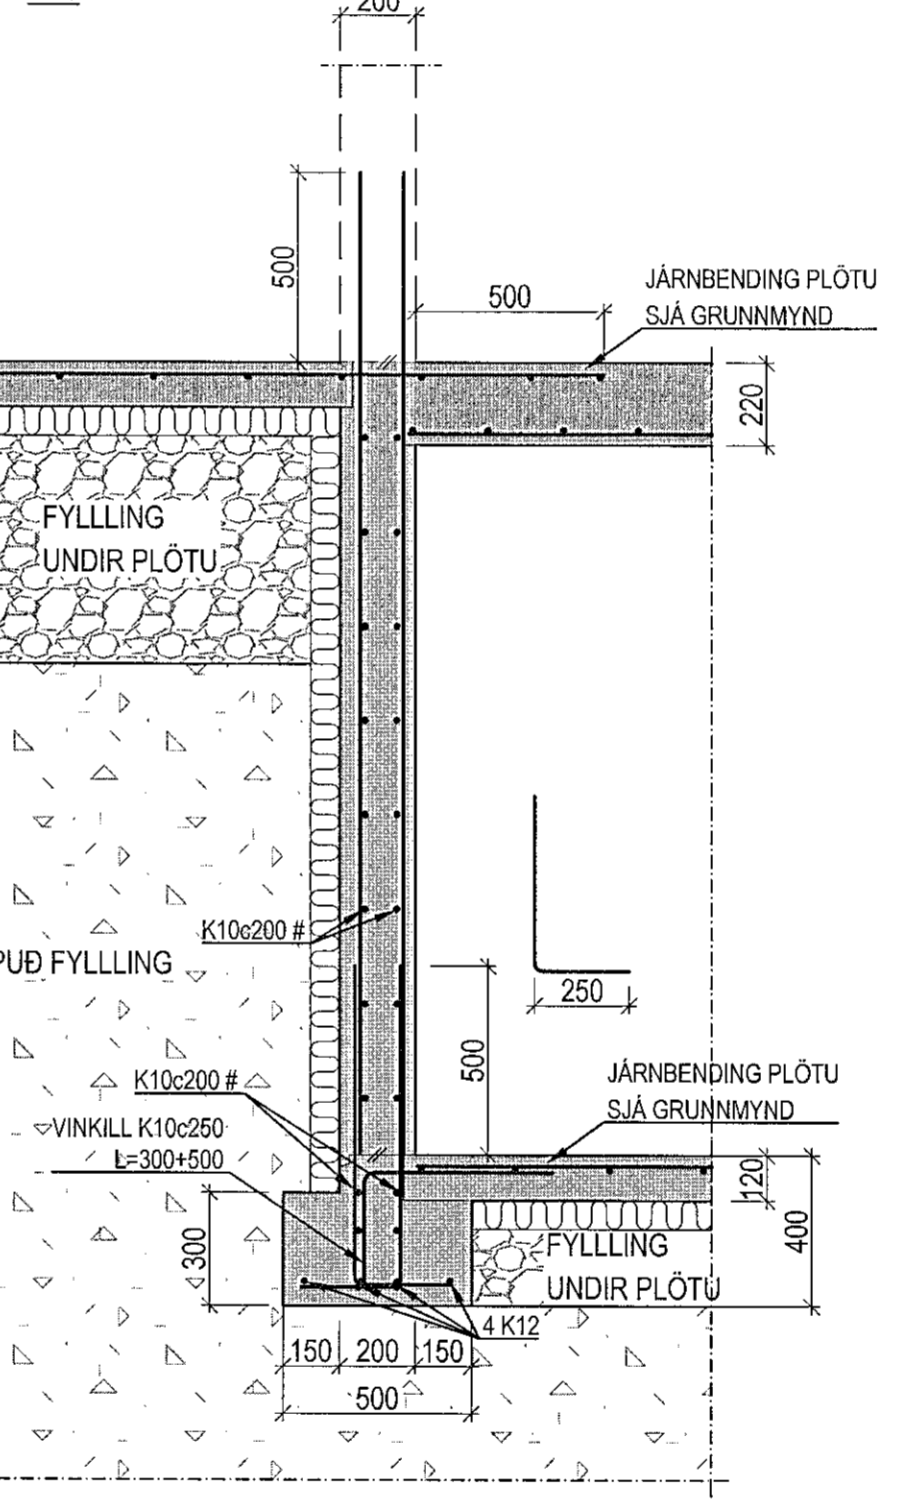 200
500
500
JÁRNBENDING PLÖTU
SJÁ GRUNNMYND
220
FYLLLING
UNDIR PLÖTU
K10c200 #
PUÐ FYLLLING
250
500
K10c200 #
JÁRNBENDING PLÖTU
SJÁ GRUNNMYND
VINKILL K10c250
L=300+500
120
300
400
FYLLLING
UNDIR PLÖTU
4 K12
150 200 150
500